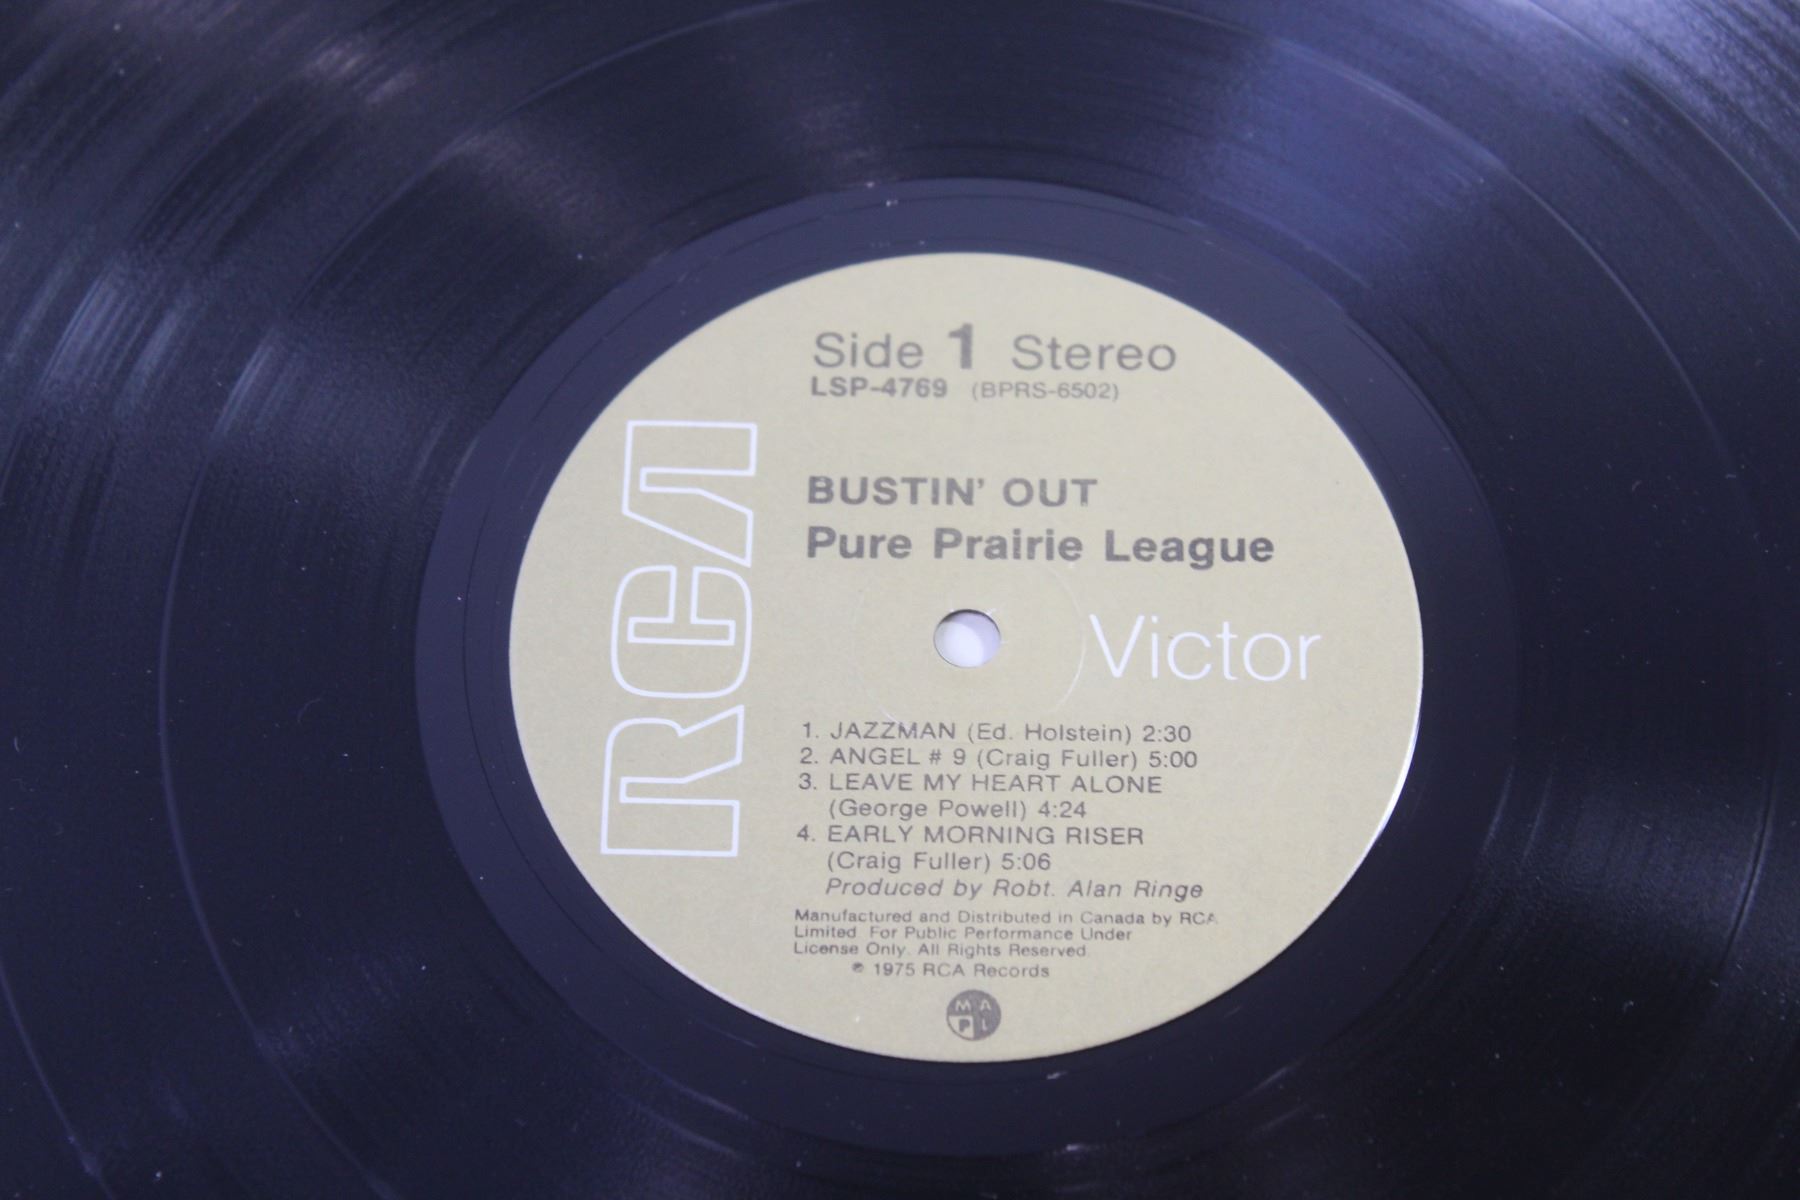 RCA
Side 1 Stereo
LSP-4769 (BPRS-6502)
BUSTIN' OUT
Pure Prairie League
Victor
1. JAZZMAN (Ed. Holstein) 2:30
2. ANGEL # 9 (Craig Fuller) 5:00
3. LEAVE MY HEART ALONE
(George Powell) 4:24
4. EARLY MORNING RISER
(Craig Fuller) 5:06
Produced by Robt. Alan Ringe
Manufactured and Distributed in Canada by RCA
Limited. For Public Performance Under
License Only. All Rights Reserved.
℗ 1975 RCA Records
M A
P L